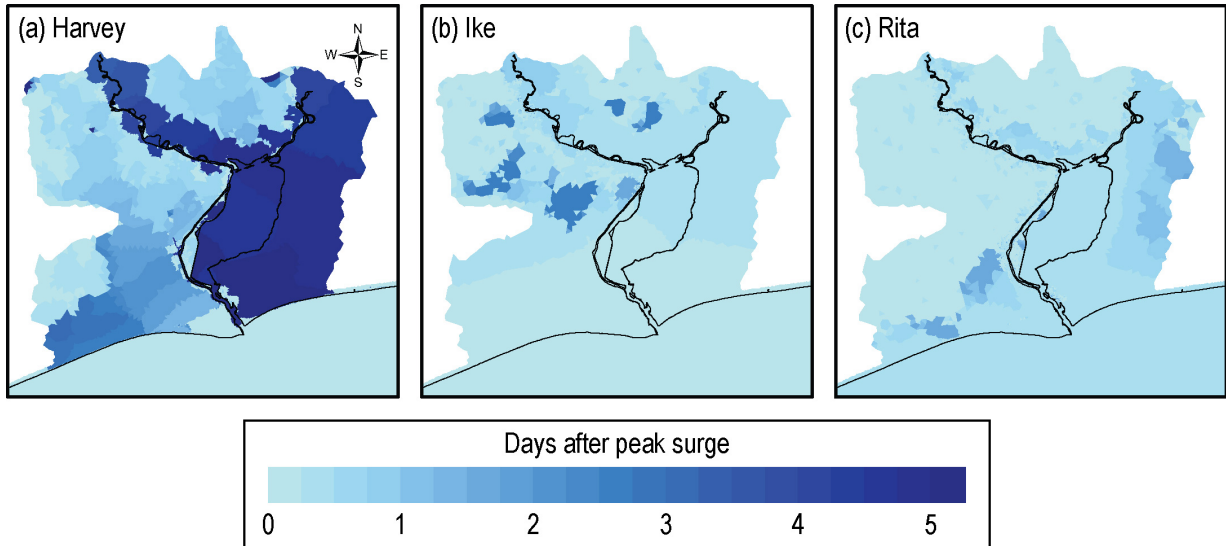 (a) Harvey
N
W E
S
(b) Ike
(c) Rita
Days after peak surge
0 1 2 3 4 5